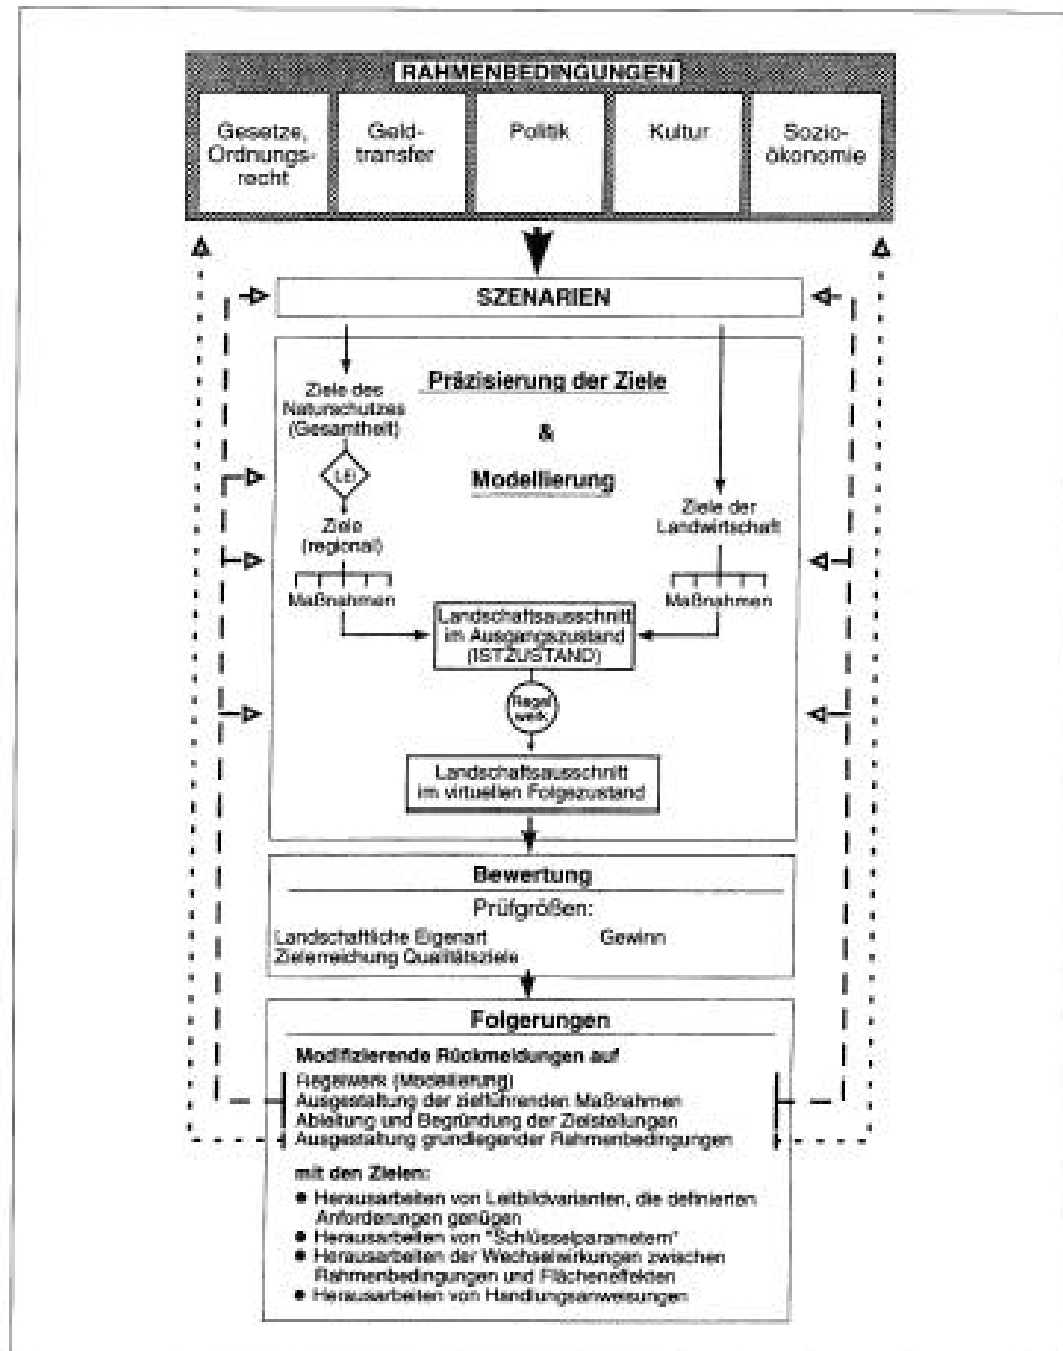 RAHMENBEDINGUNGEN
Gesetze,
Ordnungs-
recht
Geld-
transfer
Politik
Kultur
Sozio-
ökonomie
SZENARIEN
Präzisierung der Ziele
&
Modellierung
Ziele des
Naturschutzes
(Gesamtheit)
Ziele
(regional)
Maßnahmen
Ziele der
Landwirtschaft
Maßnahmen
Landschaftsausschnitt
im Ausgangszustand
(ISTZUSTAND)
Regel
werk
Landschaftsausschnitt
im virtuellen Folgezustand
Bewertung
Prüfgrößen:
Landschaftliche Eigenart Gewinn
Zielerreichung Qualitätsziele
Folgerungen
Modifizierende Rückmeldungen auf
Regelwerk (Modellierung)
Ausgestaltung der zielführenden Maßnahmen
Ableitung und Begründung der Zielstellungen
Ausgestaltung grundlegender Rahmenbedingungen
mit den Zielen:
● Herausarbeiten von Leitbildvarianten, die definierten
Anforderungen genügen
● Herausarbeiten von "Schlüsselparametern"
● Herausarbeiten der Wechselwirkungen zwischen
Rahmenbedingungen und Flächeneffekten
● Herausarbeiten von Handlungsanweisungen